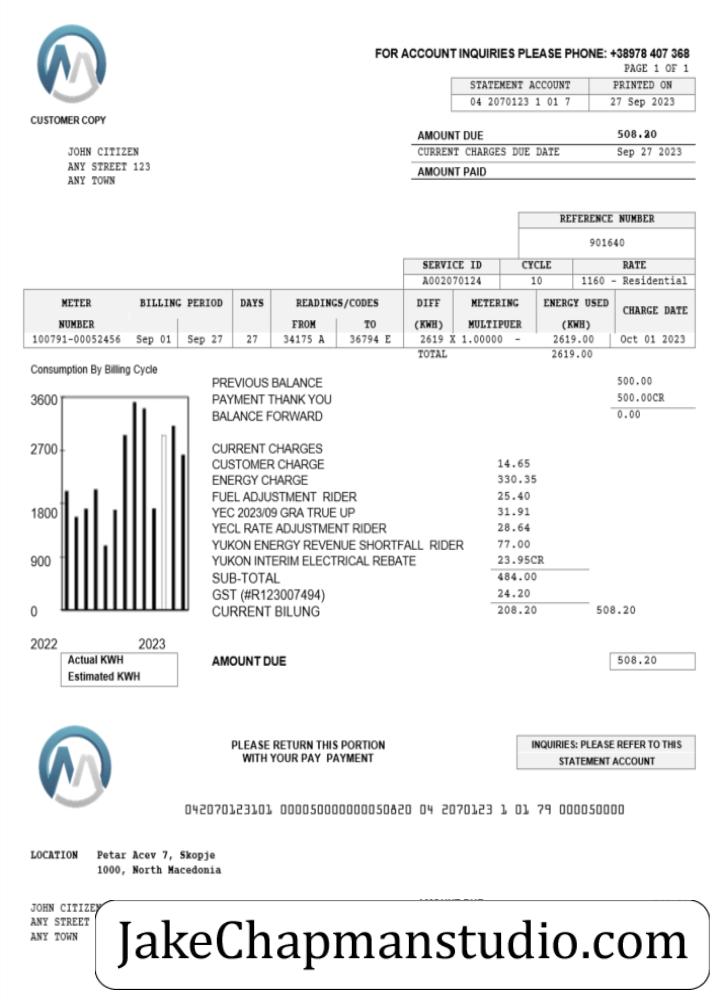 FOR ACCOUNT INQUIRIES PLEASE PHONE: +38978 407 368
PAGE 1 OF 1
STATEMENT ACCOUNT PRINTED ON
04 2070123 1 01 7 27 Sep 2023
CUSTOMER COPY
AMOUNT DUE 508.20
JOHN CITIZEN CURRENT CHARGES DUE DATE Sep 27 2023
ANY STREET 123
AMOUNT PAID
ANY TOWN
REFERENCE NUMBER
901640
SERVICE ID CYCLE RATE
A002070124 10 1160 - Residential
METER BILLING PERIOD DAYS READINGS/CODES DIFF METERING ENERGY USED CHARGE DATE
NUMBER FROM TO (KWH) MULTIPUER (KWH)
100791-00052456 Sep 01 Sep 27 27 34175 A 36794 E 2619 X 1.00000 - 2619.00 Oct 01 2023
TOTAL 2619.00
Consumption By Billing Cycle
3600
2700
1800
900
0
2022 2023
Actual KWH
Estimated KWH
PREVIOUS BALANCE 500.00
PAYMENT THANK YOU 500.00CR
BALANCE FORWARD 0.00
CURRENT CHARGES
CUSTOMER CHARGE 14.65
ENERGY CHARGE 330.35
FUEL ADJUSTMENT RIDER 25.40
YEC 2023/09 GRA TRUE UP 31.91
YECL RATE ADJUSTMENT RIDER 28.64
YUKON ENERGY REVENUE SHORTFALL RIDER 77.00
YUKON INTERIM ELECTRICAL REBATE 23.95CR
SUB-TOTAL 484.00
GST (#R123007494) 24.20
CURRENT BILUNG 208.20 508.20
AMOUNT DUE 508.20
PLEASE RETURN THIS PORTION
WITH YOUR PAY PAYMENT
INQUIRIES: PLEASE REFER TO THIS
STATEMENT ACCOUNT
042070123101 0000500000000050820 04 2070123 1 01 79 000050000
LOCATION Petar Acev 7, Skopje
1000, North Macedonia
JOHN CITIZEN
ANY STREET
ANY TOWN
JakeChapmanstudio.com